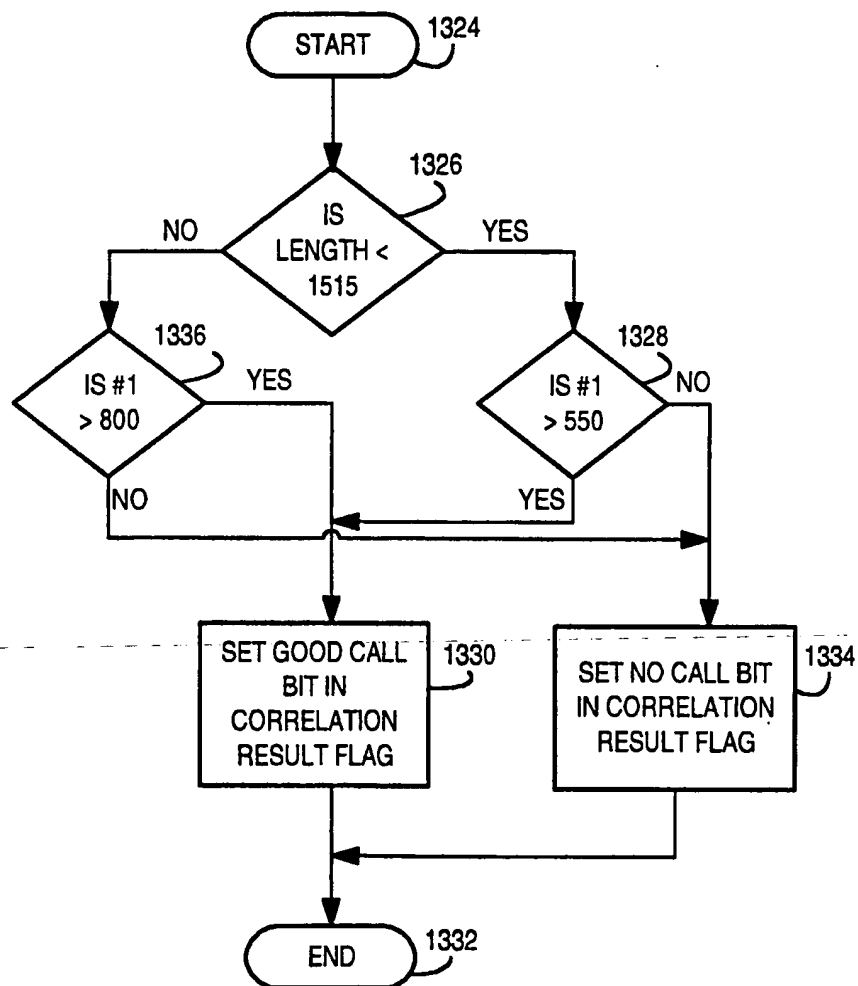 START
1324
1326
IS
LENGTH <
1515
NO
YES
1336
1328
IS #1
> 800
YES
IS #1
> 550
NO
NO
YES
SET GOOD CALL
BIT IN
CORRELATION
RESULT FLAG
1330
SET NO CALL BIT
IN CORRELATION
RESULT FLAG
1334
END
1332